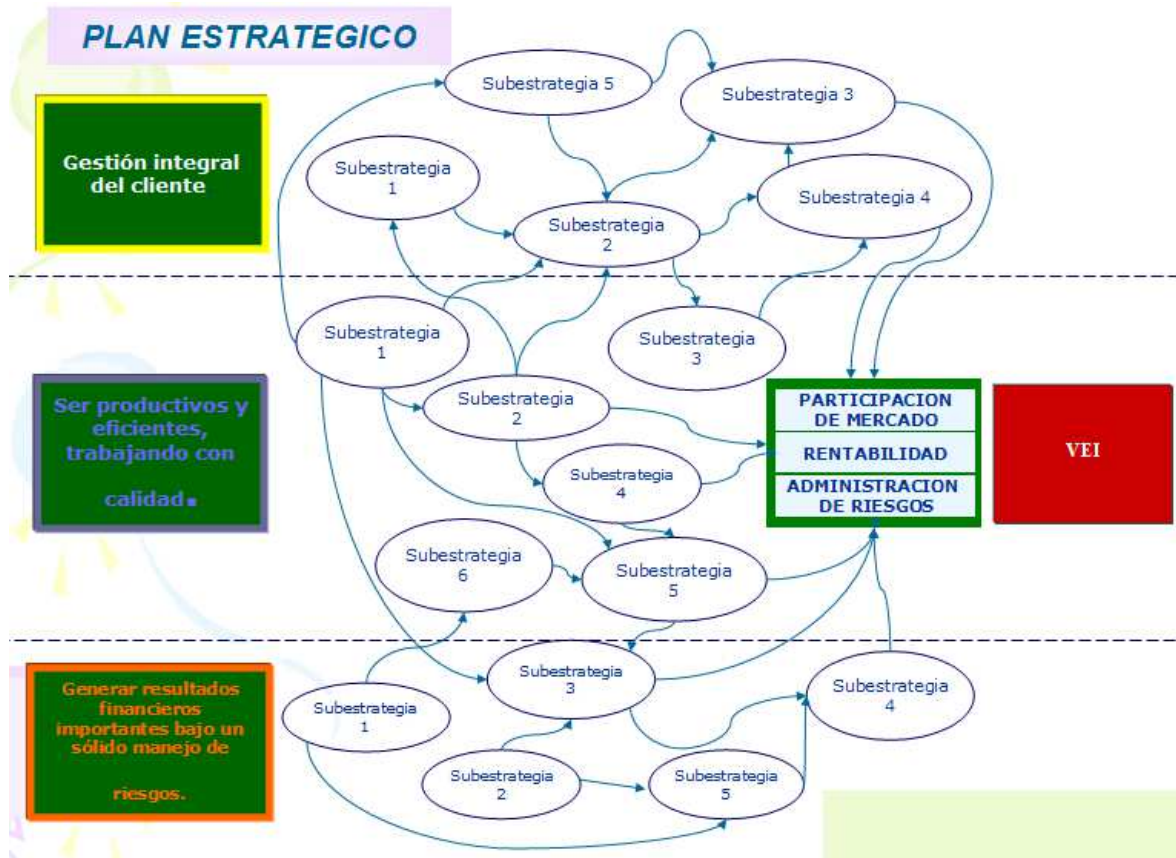 PLAN ESTRATEGICO
Gestión integral
del cliente
Subestrategia 5
Subestrategia 3
Subestrategia
1
Subestrategia 4
Subestrategia
2
Ser productivos y
eficientes,
trabajando con
calidad.
Subestrategia
1
Subestrategia
3
Subestrategia
2
Subestrategia
4
Subestrategia
6
Subestrategia
5
PARTICIPACION
DE MERCADO
RENTABILIDAD
ADMINISTRACION
DE RIESGOS
VEI
Generar resultados
financieros
importantes bajo un
sólido manejo de
riesgos.
Subestrategia
3
Subestrategia
1
Subestrategia
4
Subestrategia
2
Subestrategia
5